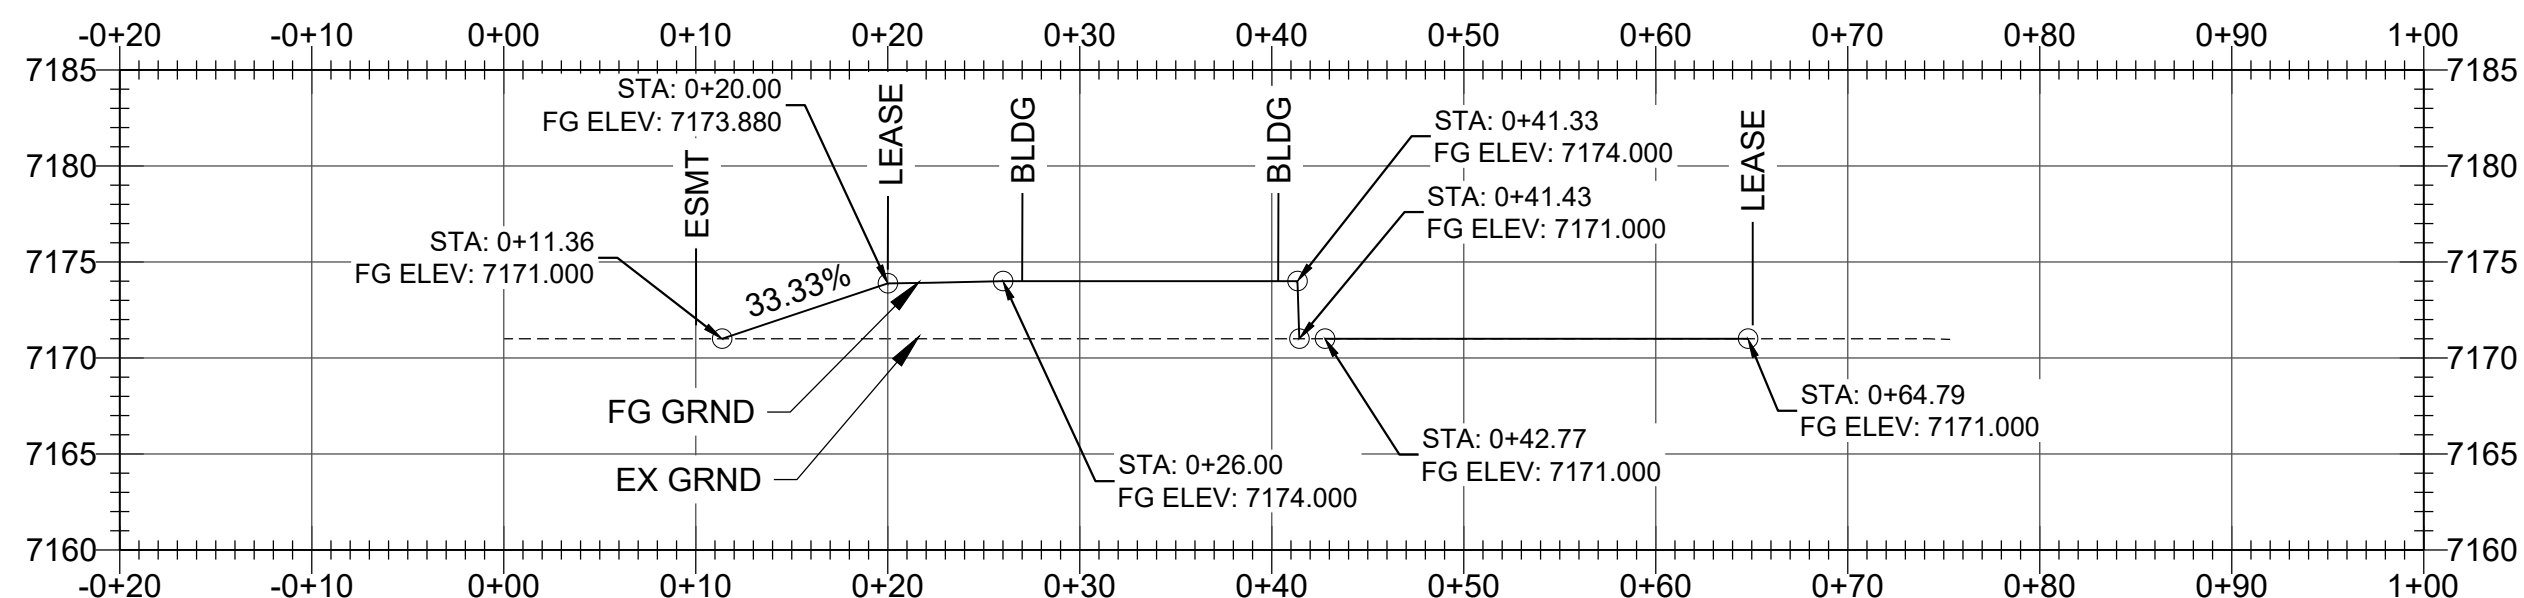 -0+20 -0+10 0+00 0+10 0+20 0+30 0+40 0+50 0+60 0+70 0+80 0+90 1+00
7185 7185
STA: 0+20.00
FG ELEV: 7173.880
LEASE
BLDG
BLDG
STA: 0+41.33
FG ELEV: 7174.000
LEASE
7180 7180
ESMT
STA: 0+41.43
FG ELEV: 7171.000
STA: 0+11.36
FG ELEV: 7171.000
7175 7175
33.33%
7170 7170
FG GRND
STA: 0+64.79
FG ELEV: 7171.000
7165 7165
EX GRND
STA: 0+26.00
FG ELEV: 7174.000
STA: 0+42.77
FG ELEV: 7171.000
7160 7160
-0+20 -0+10 0+00 0+10 0+20 0+30 0+40 0+50 0+60 0+70 0+80 0+90 1+00